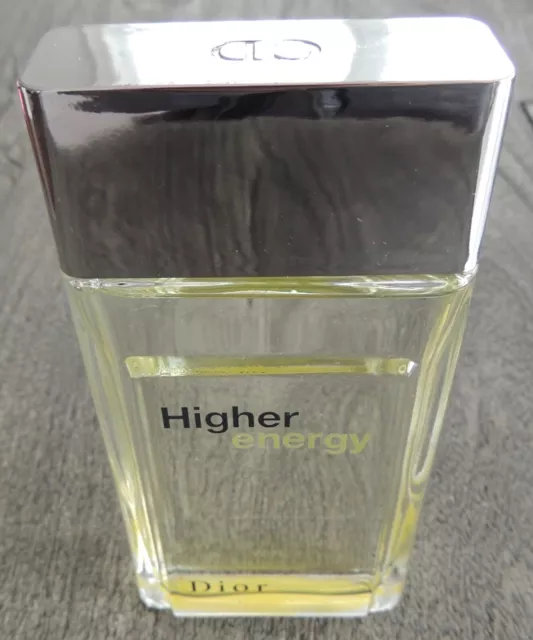 CD
Higher
energy
Dior